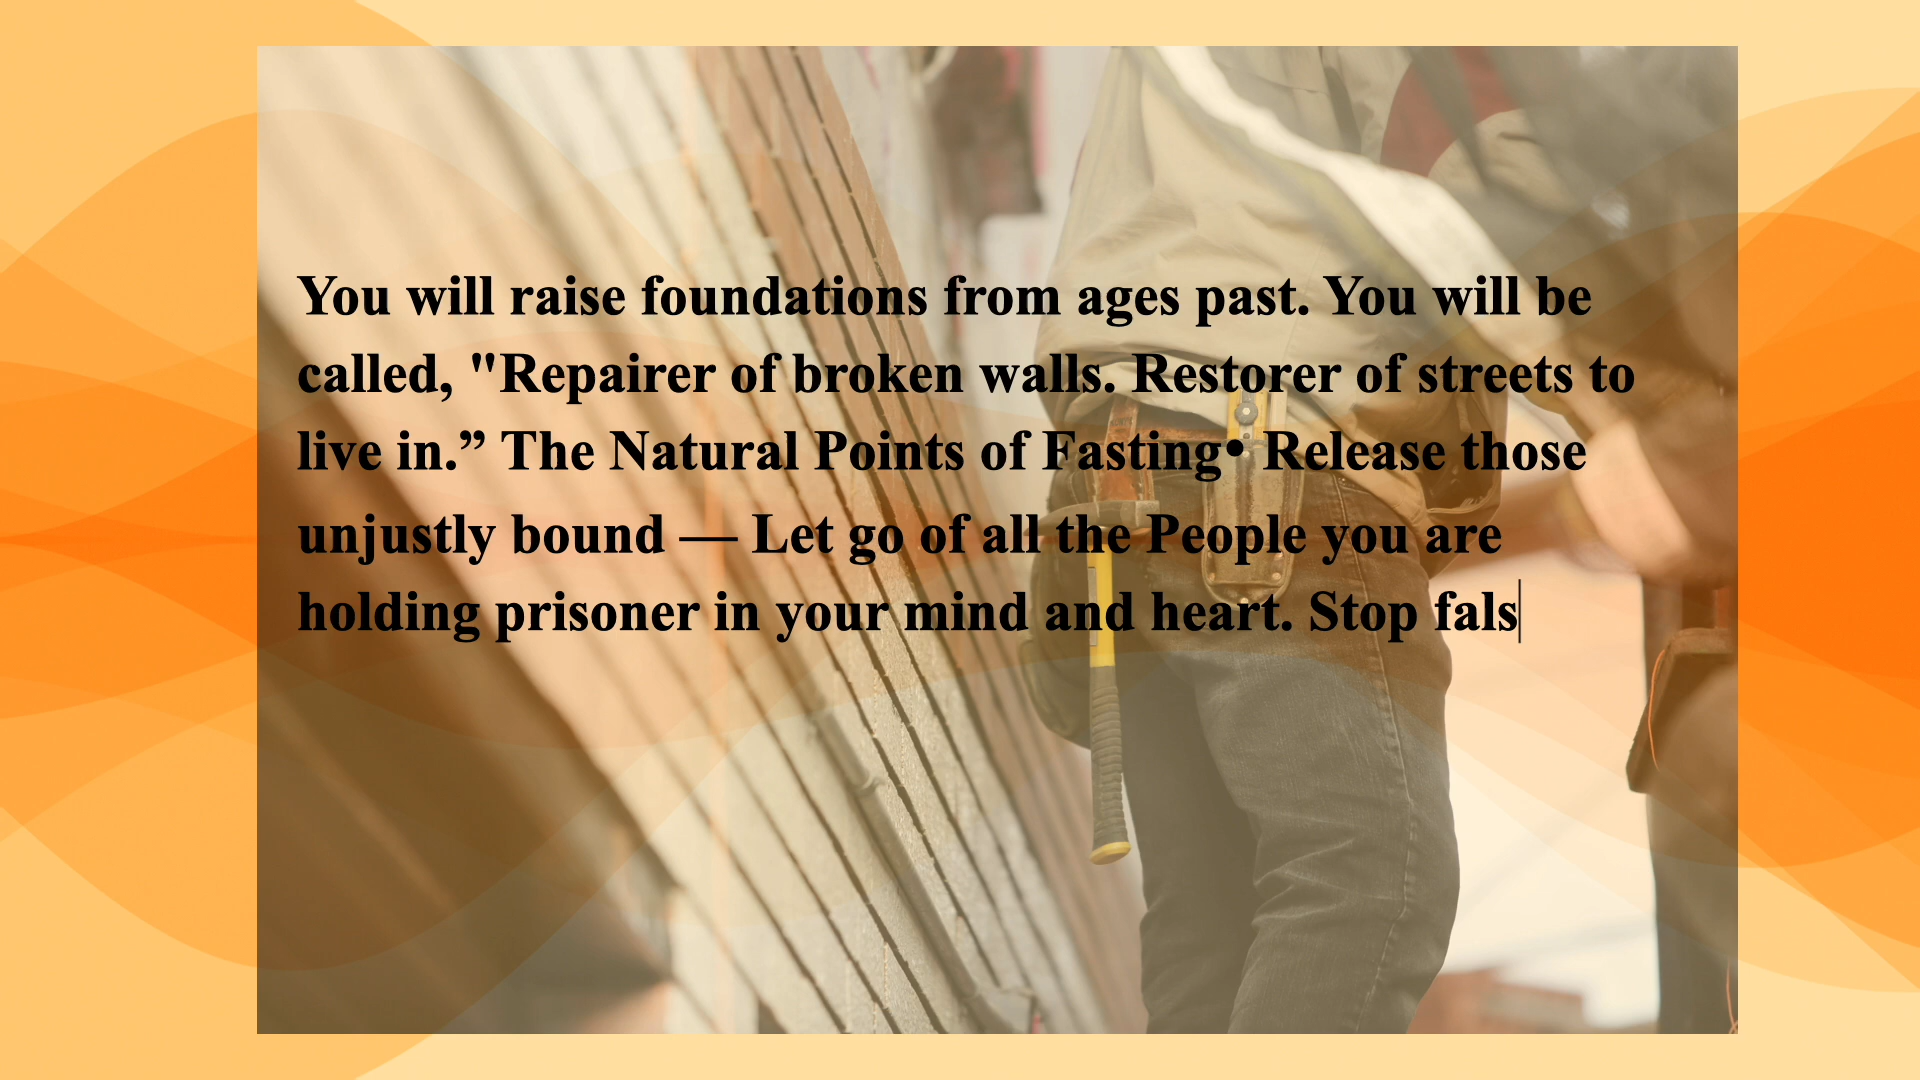 You will raise foundations from ages past. You will be
called, "Repairer of broken walls. Restorer of streets to
live in.” The Natural Points of Fasting• Release those
unjustly bound — Let go of all the People you are
holding prisoner in your mind and heart. Stop fals